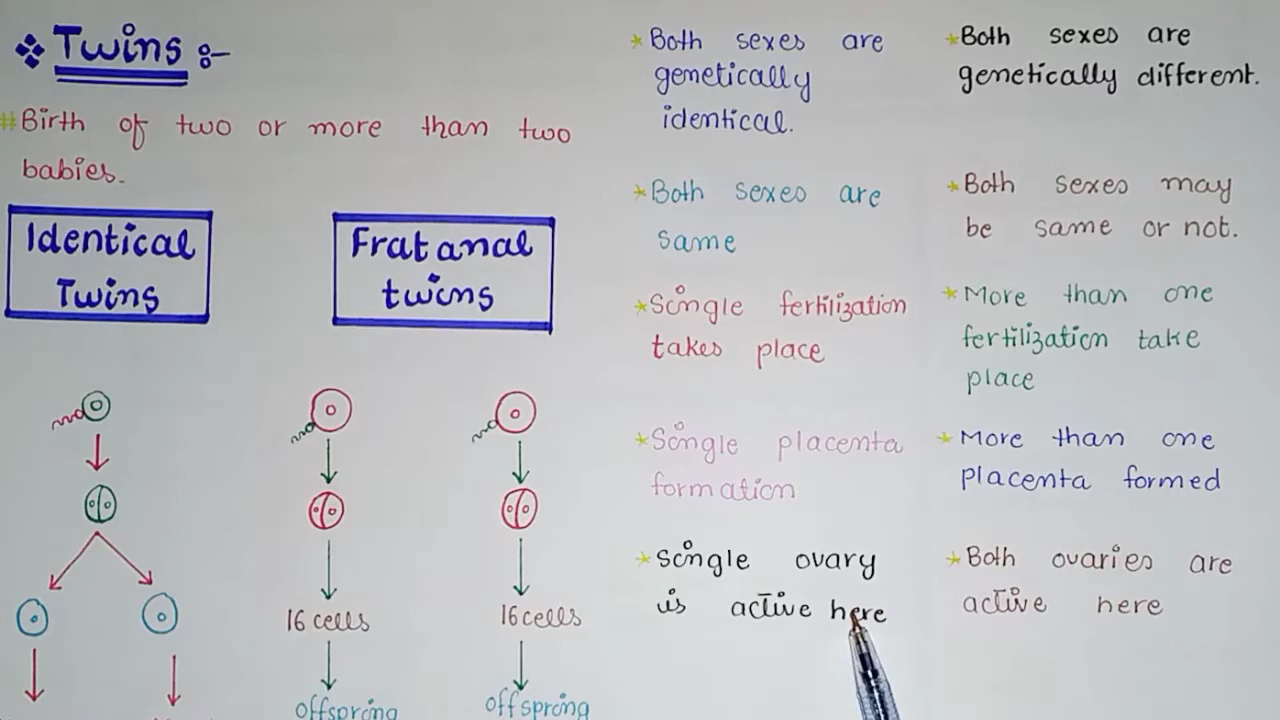 ❖ Twins :-
#Birth of two or more than two
babies.
Identical
Twins
Fratanal
twins
16 cells
16 cells
offspring
offspring
*Both sexes are
genetically
identical.
*Both sexes are
same
*Single fertilization
takes place
*Single placenta
formation
*Single ovary
is active here
*Both sexes are
genetically different.
*Both sexes may
be same or not.
*More than one
fertilization take
place
*More than one
placenta formed
*Both ovaries are
active here